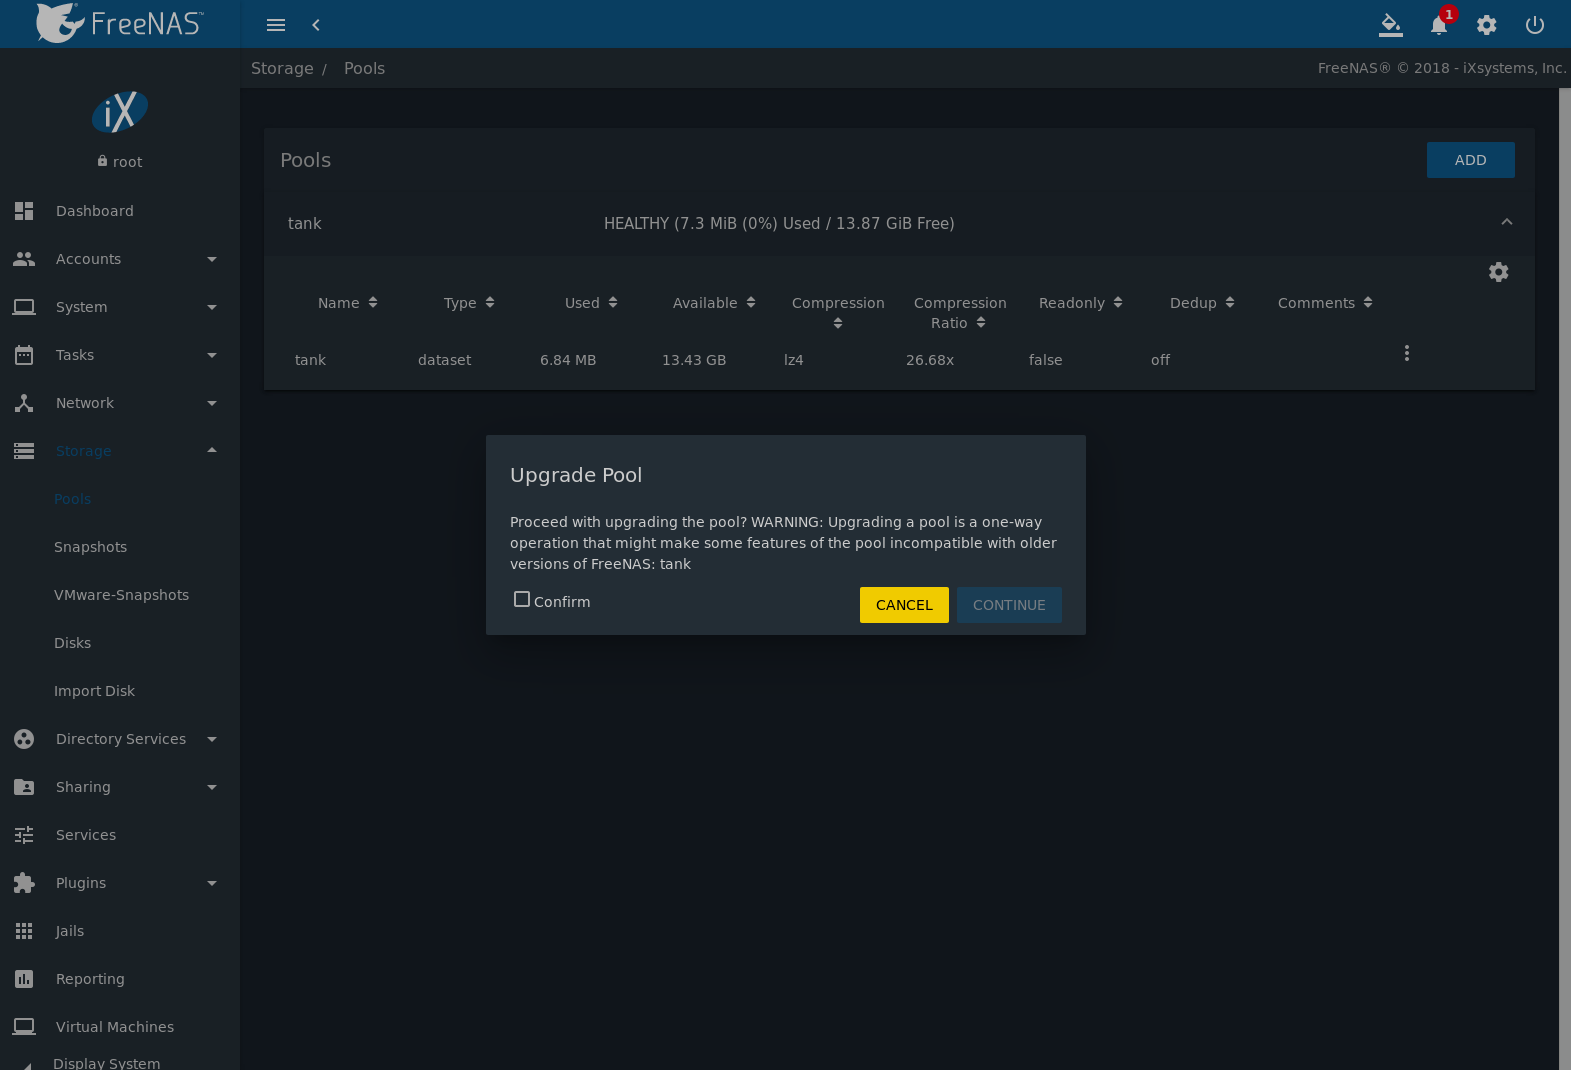 FreeNAS™
1
Storage / Pools
FreeNAS® © 2018 - iXsystems, Inc.
iX
root
Dashboard
Accounts
System
Tasks
Network
Storage
Pools
Snapshots
VMware-Snapshots
Disks
Import Disk
Directory Services
Sharing
Services
Plugins
Jails
Reporting
Virtual Machines
Display System
Pools
ADD
tank HEALTHY (7.3 MiB (0%) Used / 13.87 GiB Free)
Name Type Used Available Compression Compression Ratio Readonly Dedup Comments
tank dataset 6.84 MB 13.43 GB lz4 26.68x false off
Upgrade Pool
Proceed with upgrading the pool? WARNING: Upgrading a pool is a one-way
operation that might make some features of the pool incompatible with older
versions of FreeNAS: tank
Confirm
CANCEL
CONTINUE